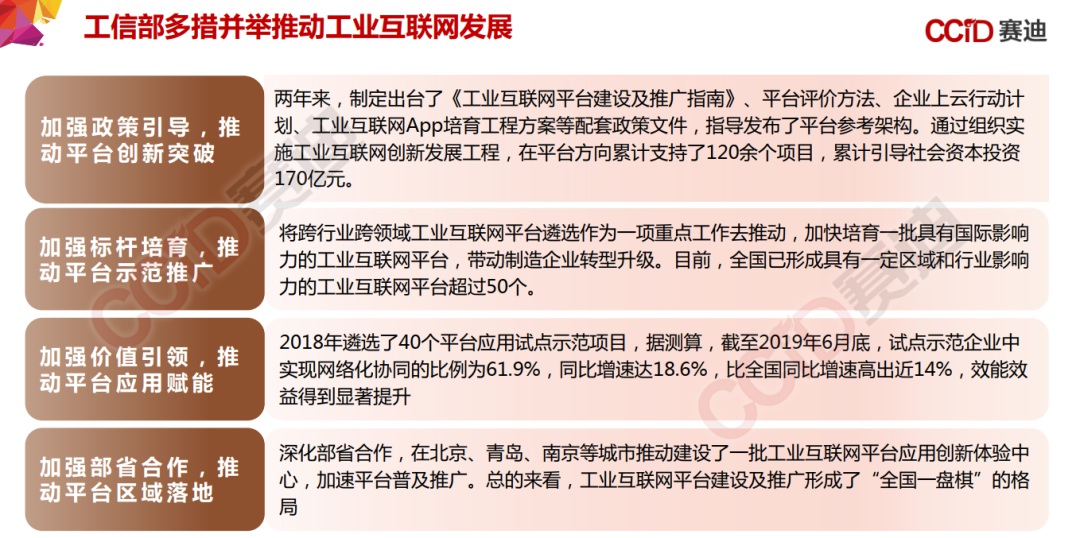 工信部多措并举推动工业互联网发展
CCiD 赛迪
加强政策引导，推
动平台创新突破
两年来，制定出台了《工业互联网平台建设及推广指南》、平台评价方法、企业上云行动计
划、工业互联网App培育工程方案等配套政策文件，指导发布了平台参考架构。通过组织实
施工业互联网创新发展工程，在平台方向累计支持了120余个项目，累计引导社会资本投资
170亿元。
加强标杆培育，推
动平台示范推广
将跨行业跨领域工业互联网平台遴选作为一项重点工作去推动，加快培育一批具有国际影响
力的工业互联网平台，带动制造企业转型升级。目前，全国已形成具有一定区域和行业影响
力的工业互联网平台超过50个。
加强价值引领，推
动平台应用赋能
2018年遴选了40个平台应用试点示范项目，据测算，截至2019年6月底，试点示范企业中
实现网络化协同的比例为61.9%，同比增速达18.6%，比全国同比增速高出近14%，效能效
益得到显著提升
加强部省合作，推
动平台区域落地
深化部省合作，在北京、青岛、南京等城市推动建设了一批工业互联网平台应用创新体验中
心，加速平台普及推广。总的来看，工业互联网平台建设及推广形成了“全国一盘棋”的格
局
CCiD赛迪
CCiD赛迪